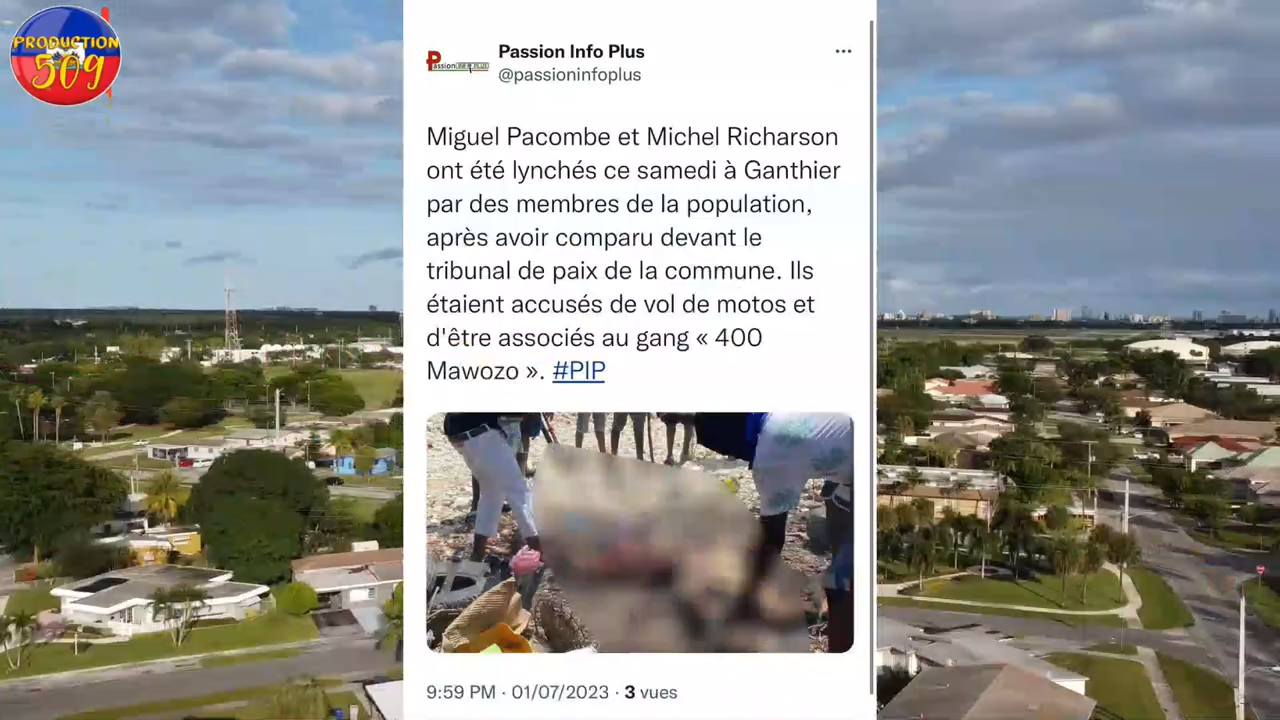 PRODUCTION
509
Passion Info Plus
@passioninfoplus
Miguel Pacombe et Michel Richarson
ont été lynchés ce samedi à Ganthier
par des membres de la population,
après avoir comparu devant le
tribunal de paix de la commune. Ils
étaient accusés de vol de motos et
d'être associés au gang « 400
Mawozo ». #PIP
9:59 PM · 01/07/2023 · 3 vues